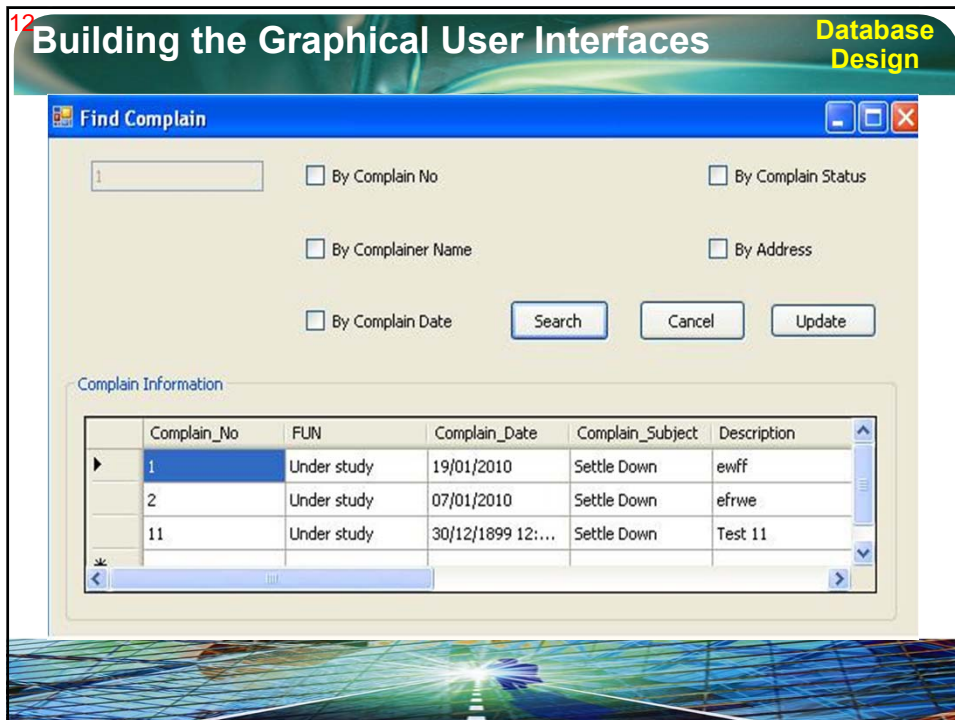 12
Building the Graphical User Interfaces
Database
Design
Find Complain
1
By Complain No
By Complain Status
By Complainer Name
By Address
By Complain Date
Search
Cancel
Update
Complain Information
Complain_No FUN Complain_Date Complain_Subject Description
1 Under study 19/01/2010 Settle Down ewff
2 Under study 07/01/2010 Settle Down efrwe
11 Under study 30/12/1899 12:... Settle Down Test 11